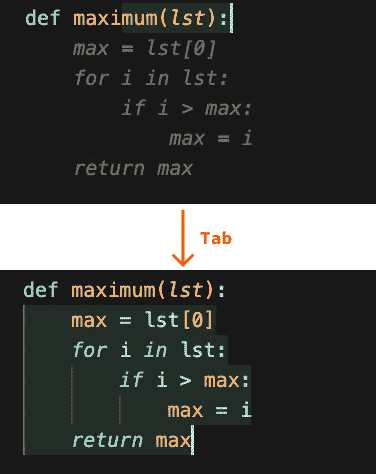 def maximum(lst):
    max = lst[0]
    for i in lst:
        if i > max:
            max = i
    return max
Tab
def maximum(lst):
    max = lst[0]
    for i in lst:
        if i > max:
            max = i
    return max